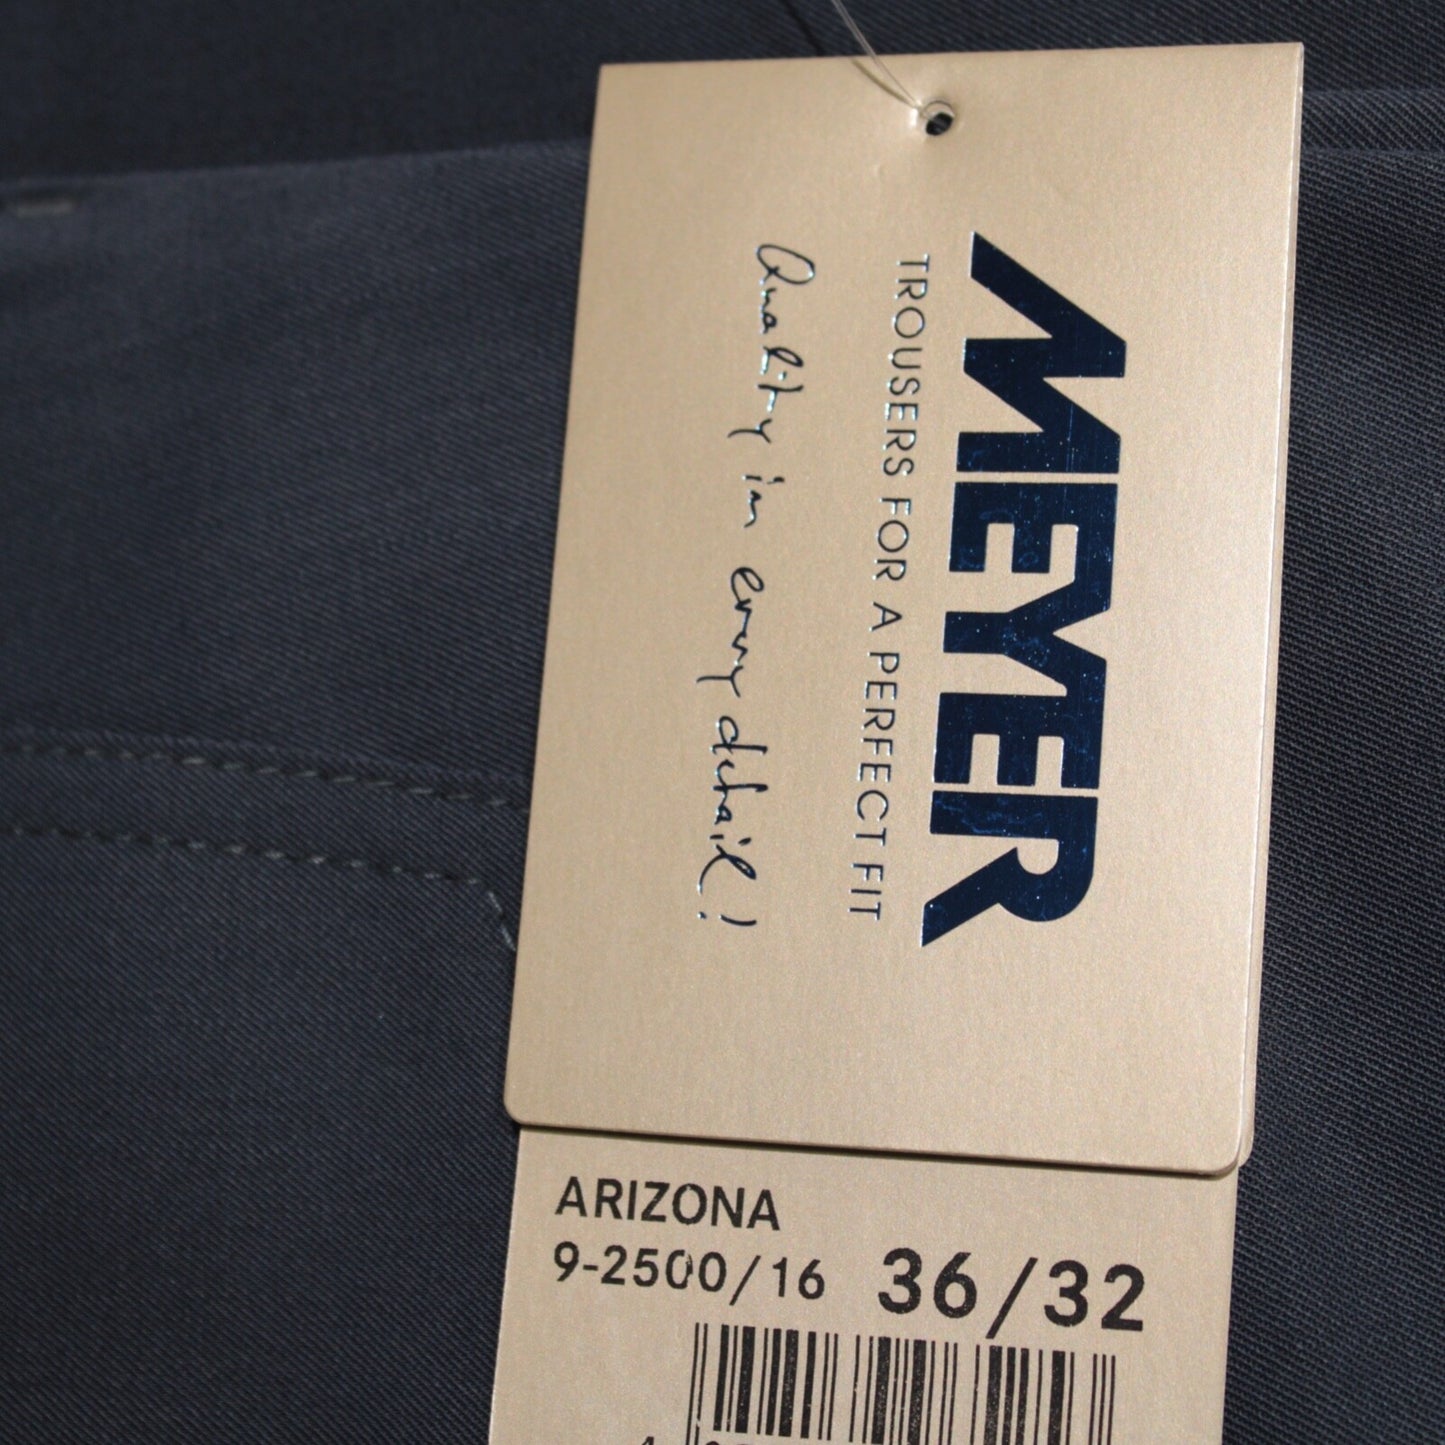 MEYER
TROUSERS FOR A PERFECT FIT
Quality in every detail!
ARIZONA
9-2500/16 36/32